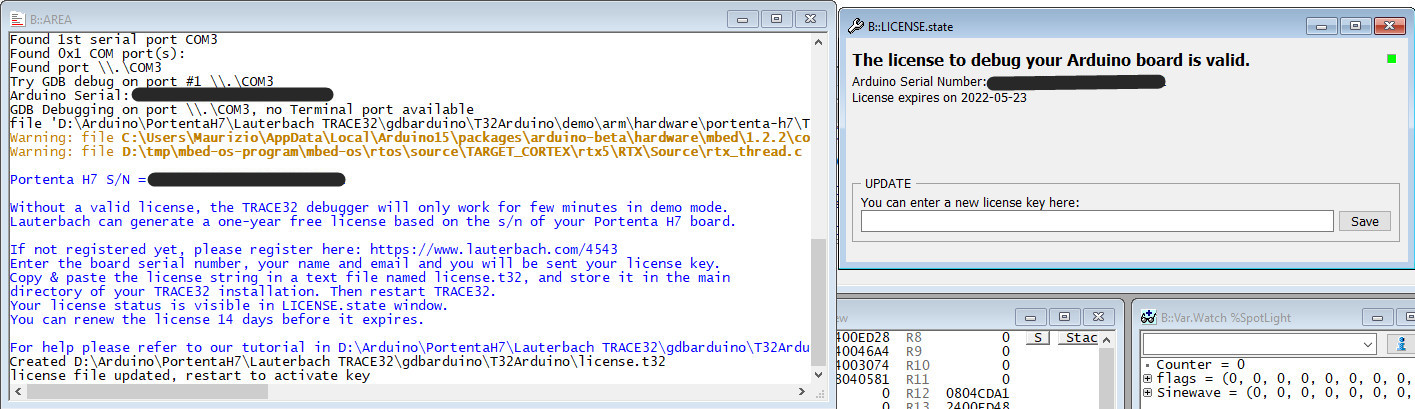 B::AREA
Found 1st serial port COM3
Found 0x1 COM port(s):
Found port \\.\COM3
Try GDB debug on port #1 \\.\COM3
Arduino Serial:
GDB Debugging on port \\.\COM3, no Terminal port available
file 'D:\Arduino\PortentaH7\Lauterbach TRACE32\gdbarduino\T32Arduino\demo\arm\hardware\portenta-h7\T
Warning: file C:\Users\Maurizio\AppData\Local\Arduino15\packages\arduino-beta\hardware\mbed\1.2.2\co
Warning: file D:\tmp\mbed-os-program\mbed-os\rtos\source\TARGET_CORTEX\rtx5\RTX\Source\rtx_thread.c
Portenta H7 S/N =
Without a valid license, the TRACE32 debugger will only work for few minutes in demo mode.
Lauterbach can generate a one-year free license based on the s/n of your Portenta H7 board.
If not registered yet, please register here: https://www.lauterbach.com/4543
Enter the board serial number, your name and email and you will be sent your license key.
Copy & paste the license string in a text file named license.t32, and store it in the main
directory of your TRACE32 installation. Then restart TRACE32.
Your license status is visible in LICENSE.state window.
You can renew the license 14 days before it expires.
For help please refer to our tutorial in D:\Arduino\PortentaH7\Lauterbach TRACE32\gdbarduino\T32Ardu
Created D:\Arduino\PortentaH7\Lauterbach TRACE32\gdbarduino\T32Arduino\license.t32
license file updated, restart to activate key
B::LICENSE.state
The license to debug your Arduino board is valid.
Arduino Serial Number:
License expires on 2022-05-23
UPDATE
You can enter a new license key here:
Save
ew
400ED28 R8 0 S Stac
40046A4 R9 0
4003074 R10 0
8040581 R11 0
0 R12 0804CDA1
0 R13 2400ED48
B::Var.Watch %SpotLight
Counter = 0
flags = (0, 0, 0, 0, 0, 0, 0, 0,
Sinewave = (0, 0, 0, 0, 0, 0, 0,